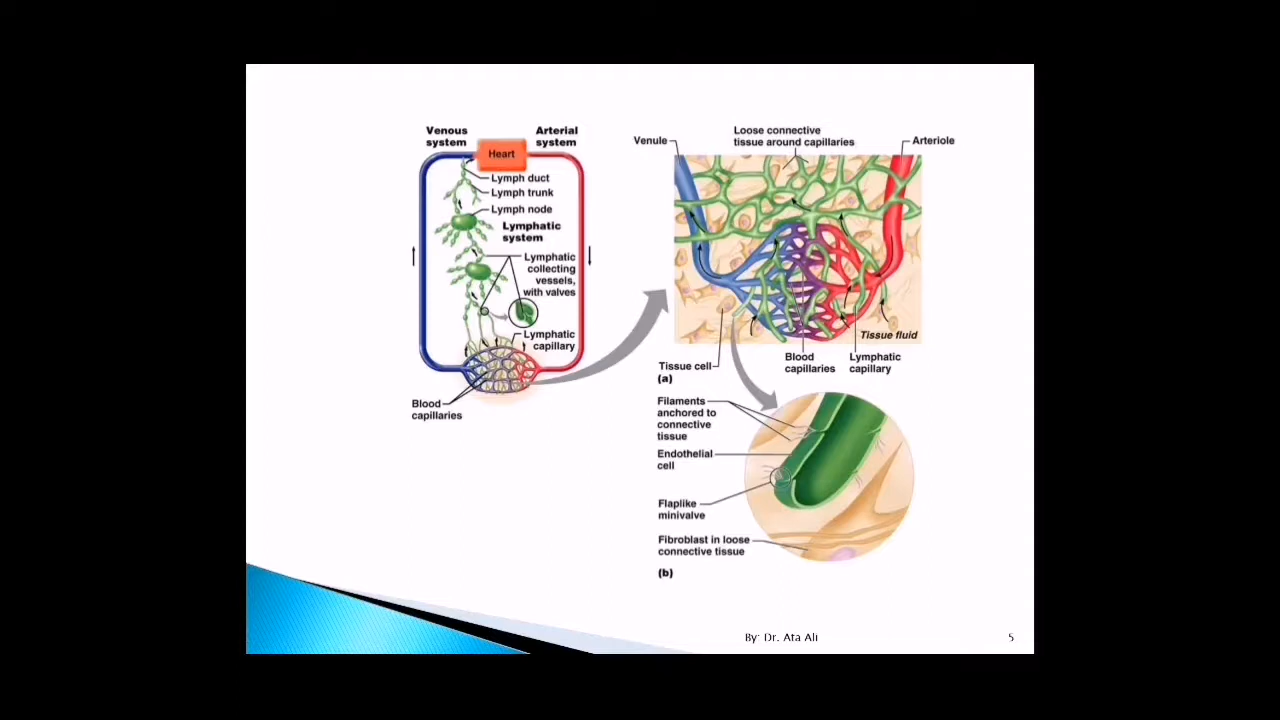 Venous
system
Arterial
system
Heart
Lymph duct
Lymph trunk
Lymph node
Lymphatic
system
Lymphatic
collecting
vessels,
with valves
Lymphatic
capillary
Blood
capillaries
Venule
Loose connective
tissue around capillaries
Arteriole
Tissue fluid
Tissue cell
Blood
capillaries
Lymphatic
capillary
(a)
Filaments
anchored to
connective
tissue
Endothelial
cell
Flaplike
minivalve
Fibroblast in loose
connective tissue
(b)
By: Dr. Ata Ali
5